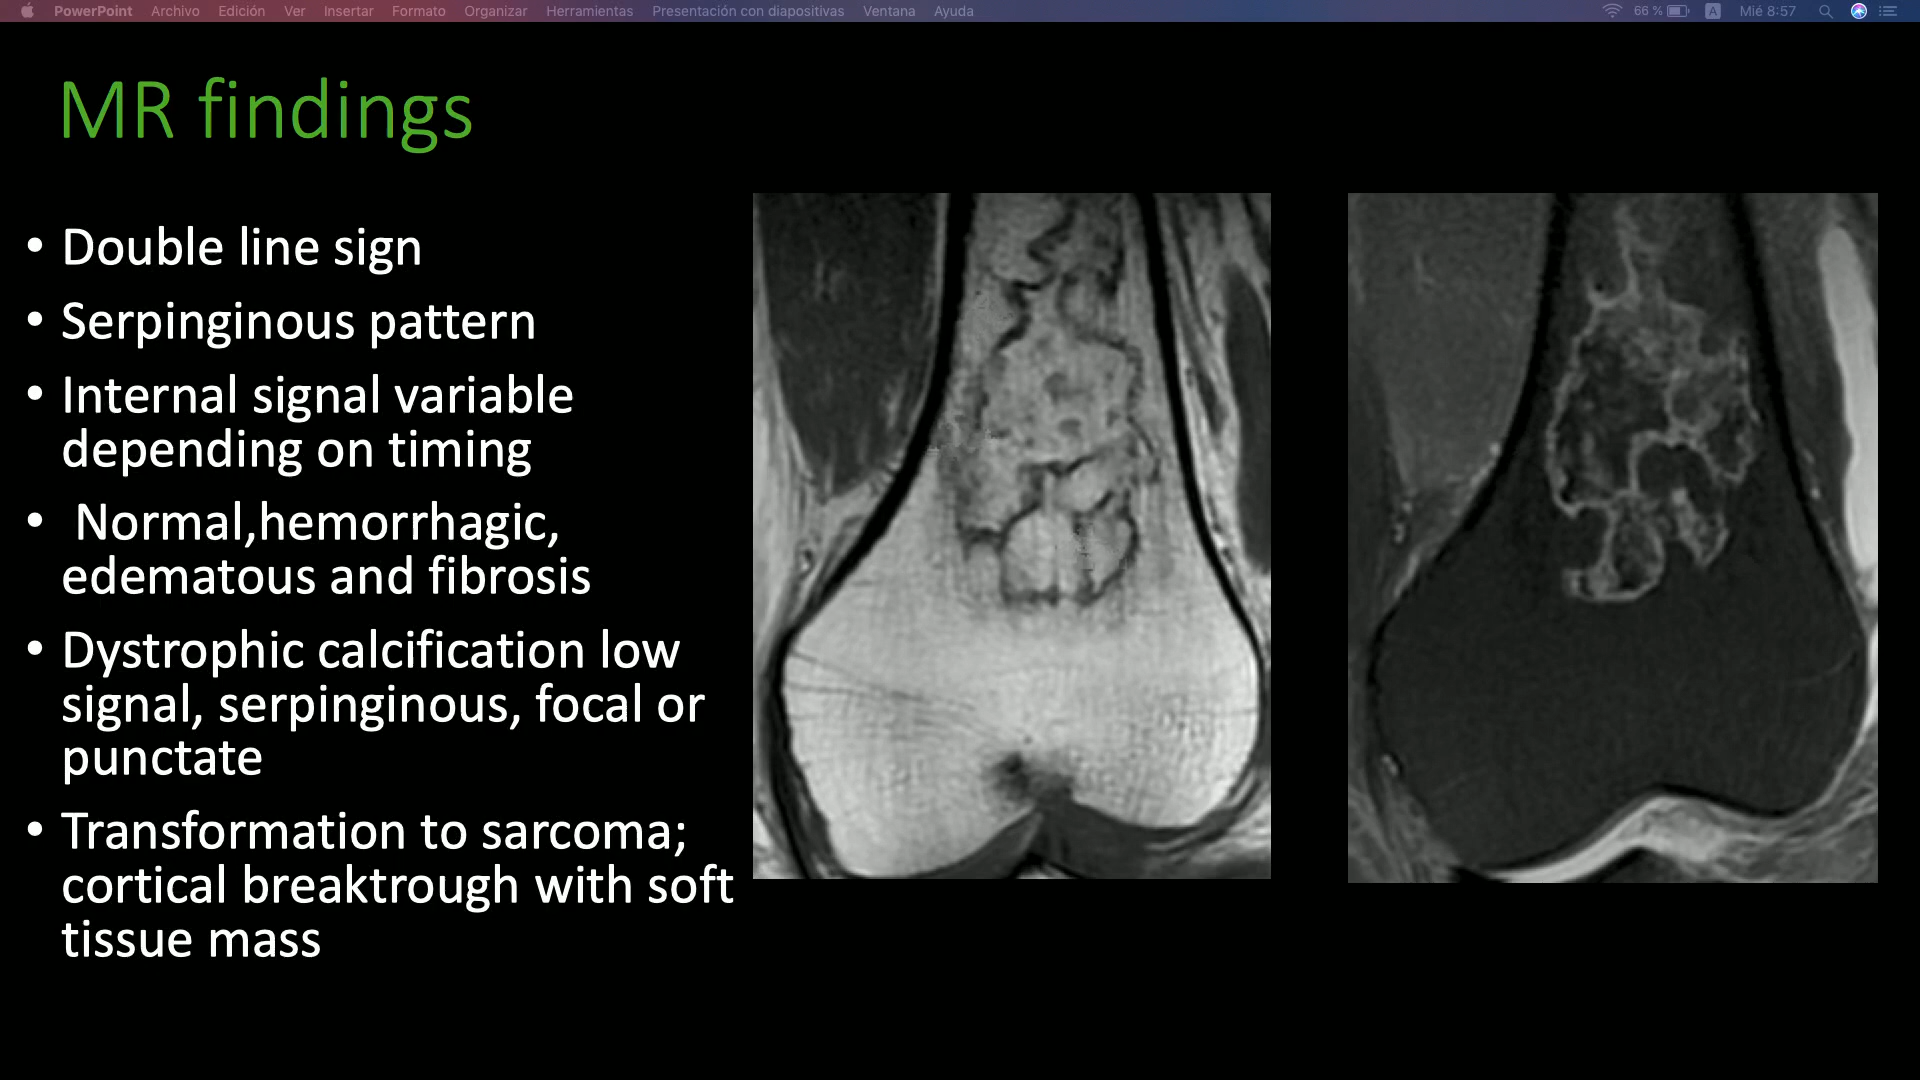 PowerPoint Archivo Edición Ver Insertar Formato Organizar Herramientas Presentación con diapositivas Ventana Ayuda 66 % A Mié 8:57
MR findings
• Double line sign
• Serpinginous pattern
• Internal signal variable
depending on timing
• Normal,hemorrhagic,
edematous and fibrosis
• Dystrophic calcification low
signal, serpinginous, focal or
punctate
• Transformation to sarcoma;
cortical breaktrough with soft
tissue mass